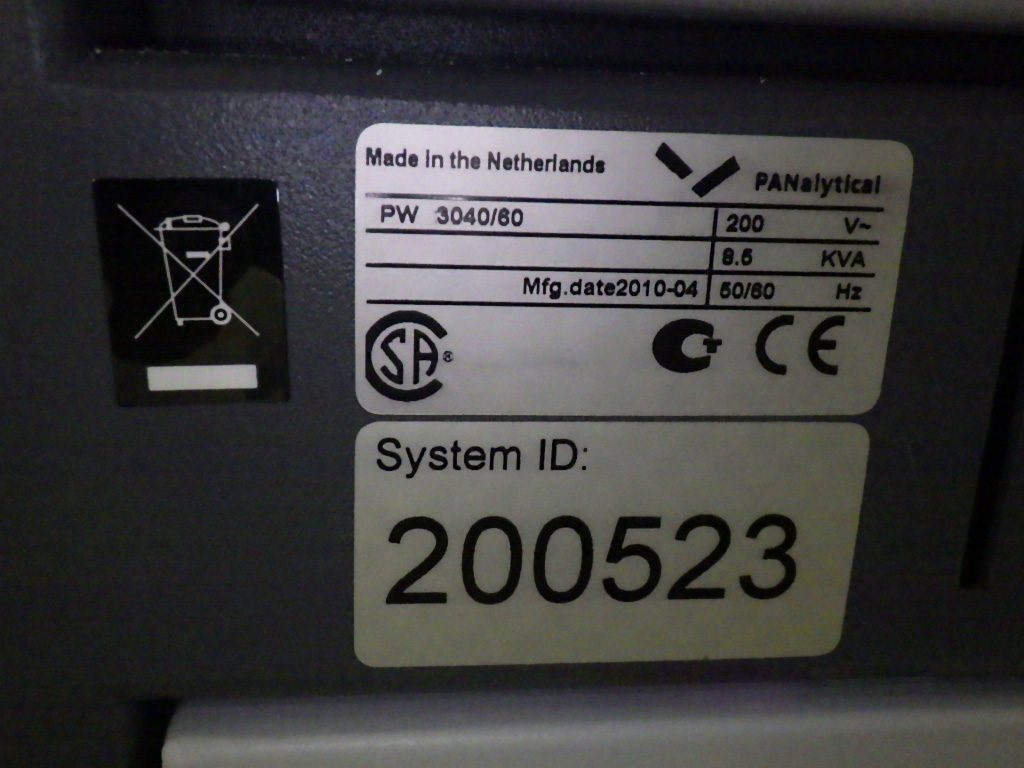 Made in the Netherlands
PANalytical
PW 3040/60
200 V~
8.5 KVA
Mfg.date2010-04
50/60 Hz
CSA®
CE
System ID:
200523